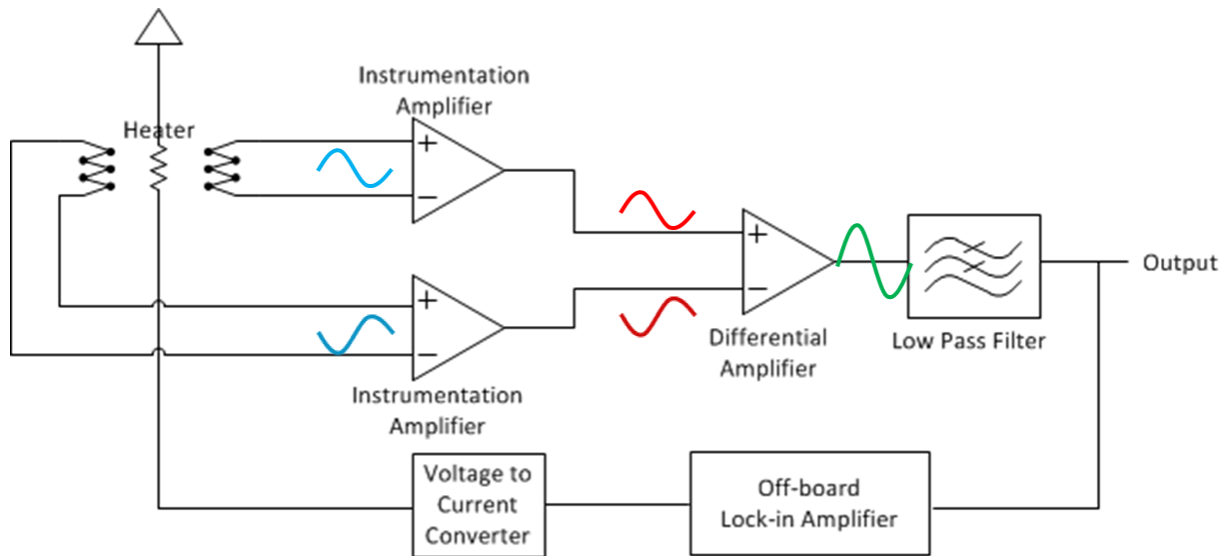 Instrumentation
Amplifier
Heater
+
−
+
−
Output
+
−
Differential
Amplifier
Low Pass Filter
Instrumentation
Amplifier
Voltage to
Current
Converter
Off-board
Lock-in Amplifier